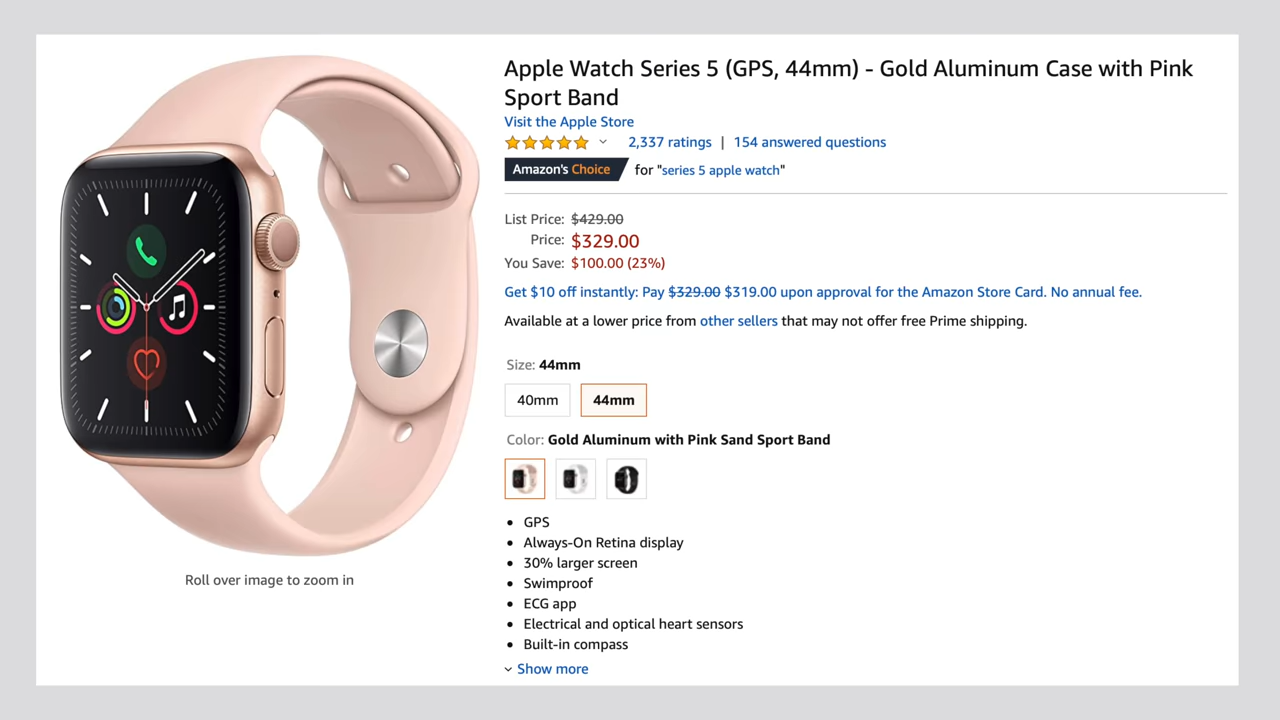 Apple Watch Series 5 (GPS, 44mm) - Gold Aluminum Case with Pink
Sport Band
Visit the Apple Store
2,337 ratings | 154 answered questions
Amazon's Choice for "series 5 apple watch"
List Price: $429.00
Price: $329.00
You Save: $100.00 (23%)
Get $10 off instantly: Pay $329.00 $319.00 upon approval for the Amazon Store Card. No annual fee.
Available at a lower price from other sellers that may not offer free Prime shipping.
Size: 44mm
40mm 44mm
Color: Gold Aluminum with Pink Sand Sport Band
• GPS
• Always-On Retina display
• 30% larger screen
• Swimproof
• ECG app
• Electrical and optical heart sensors
• Built-in compass
Show more
Roll over image to zoom in